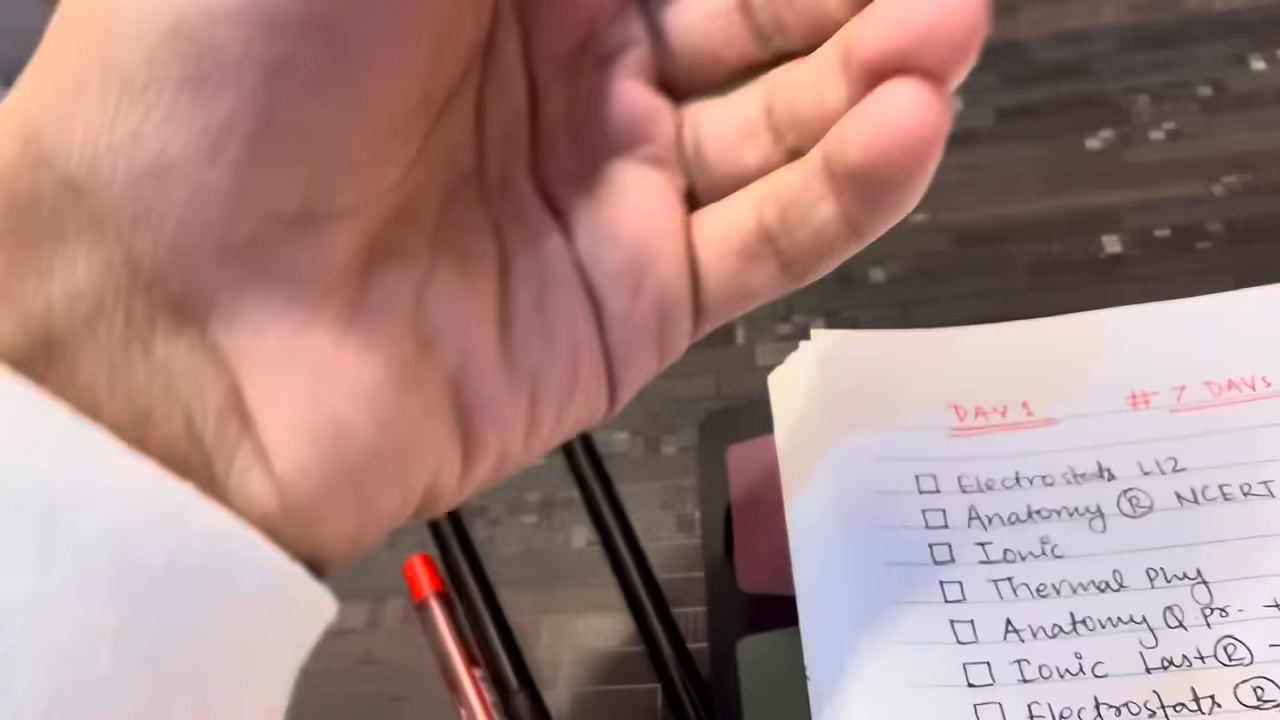 DAY 1 # 7 DAYs
☐ Electrostats L12
☐ Anatomy Ⓡ NCERT
☐ Ionic
☐ Thermal Phy
☐ Anatomy Q.pr. +
☐ Ionic Last Ⓡ -
☐ Electrostats Ⓡ